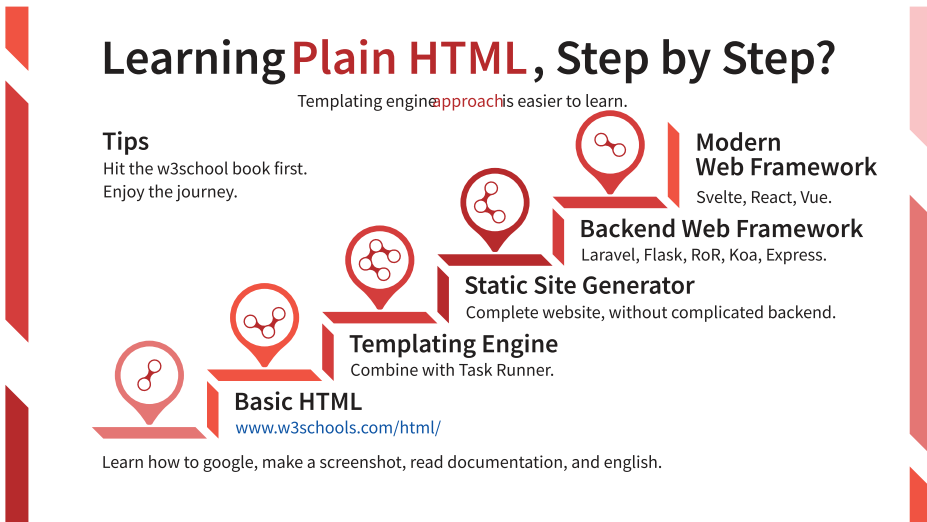 Learning Plain HTML, Step by Step?
Templating engine approach is easier to learn.
Tips
Hit the w3school book first.
Enjoy the journey.
Modern
Web Framework
Svelte, React, Vue.
Backend Web Framework
Laravel, Flask, RoR, Koa, Express.
Static Site Generator
Complete website, without complicated backend.
Templating Engine
Combine with Task Runner.
Basic HTML
www.w3schools.com/html/
Learn how to google, make a screenshot, read documentation, and english.